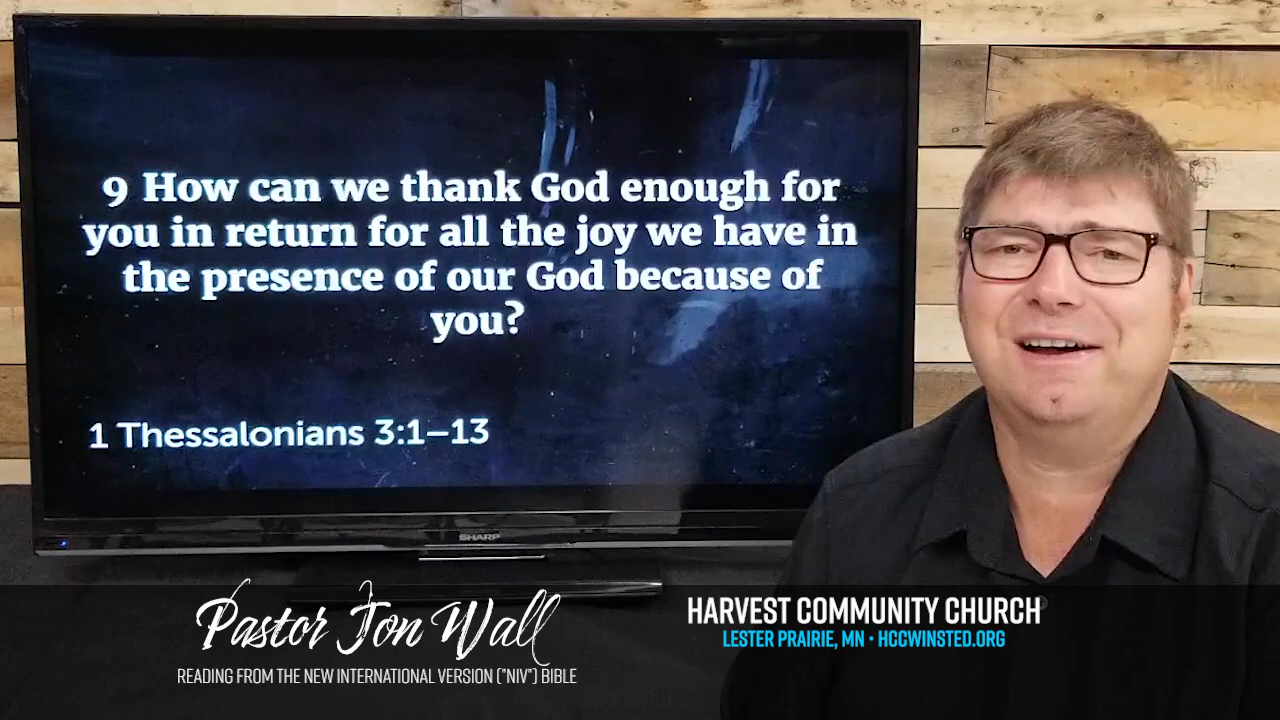 9 How can we thank God enough for
you in return for all the joy we have in
the presence of our God because of
you?
1 Thessalonians 3:1–13
SHARP
Pastor Jon Wall
READING FROM THE NEW INTERNATIONAL VERSION ("NIV") BIBLE
HARVEST COMMUNITY CHURCH
LESTER PRAIRIE, MN • HCCWINSTED.ORG